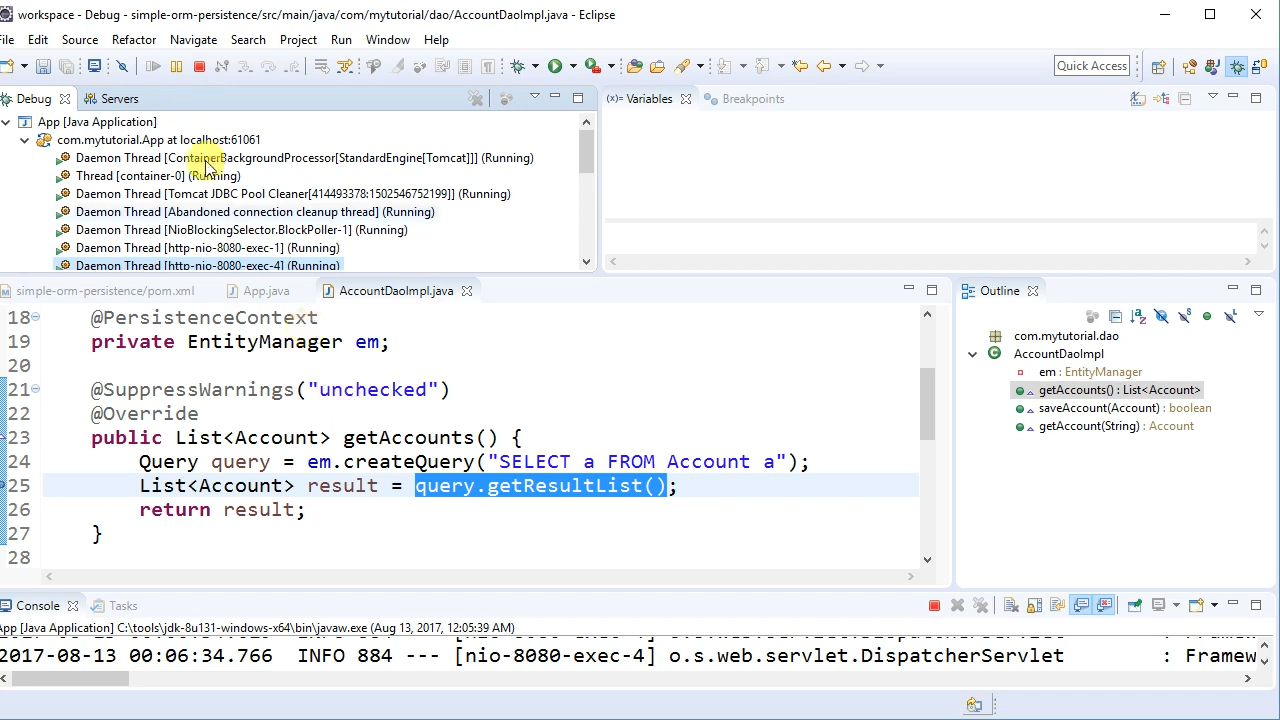 workspace - Debug - simple-orm-persistence/src/main/java/com/mytutorial/dao/AccountDaoImpl.java - Eclipse
File Edit Source Refactor Navigate Search Project Run Window Help
Quick Access
Debug Servers
(x)= Variables Breakpoints
App [Java Application]
com.mytutorial.App at localhost:61061
Daemon Thread [ContainerBackgroundProcessor[StandardEngine[Tomcat]]] (Running)
Thread [container-0] (Running)
Daemon Thread [Tomcat JDBC Pool Cleaner[414493378:1502546752199]] (Running)
Daemon Thread [Abandoned connection cleanup thread] (Running)
Daemon Thread [NioBlockingSelector.BlockPoller-1] (Running)
Daemon Thread [http-nio-8080-exec-1] (Running)
Daemon Thread [http-nio-8080-exec-4] (Running)
simple-orm-persistence/pom.xml App.java AccountDaoImpl.java
18 @PersistenceContext
19 private EntityManager em;
20
21 @SuppressWarnings("unchecked")
22 @Override
23 public List<Account> getAccounts() {
24 Query query = em.createQuery("SELECT a FROM Account a");
25 List<Account> result = query.getResultList();
26 return result;
27 }
28
Outline
com.mytutorial.dao
AccountDaoImpl
em : EntityManager
getAccounts() : List<Account>
saveAccount(Account) : boolean
getAccount(String) : Account
Console Tasks
App [Java Application] C:\tools\jdk-8u131-windows-x64\bin\javaw.exe (Aug 13, 2017, 12:05:39 AM)
2017-08-13 00:06:34.766 INFO 884 --- [nio-8080-exec-4] o.s.web.servlet.DispatcherServlet : Framew